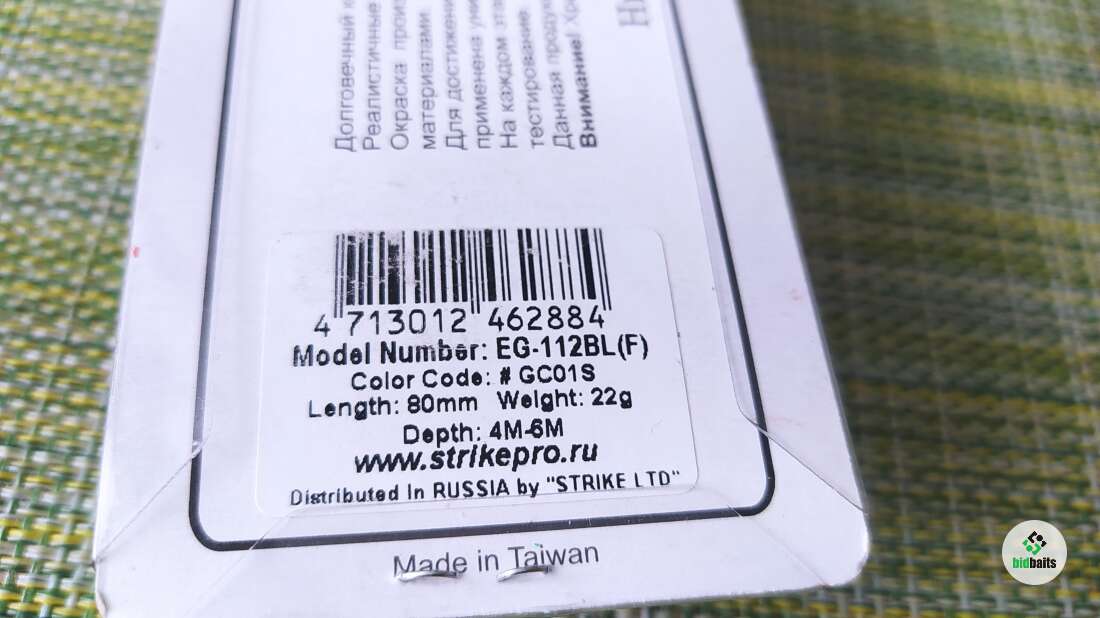 Долговечный
Реалистичные
Окраска
материалами.
Для
применена
На каждом
тестирование.
Данная
Внимание!
4 713012 462884
Model Number: EG-112BL(F)
Color Code: # GC01S
Length: 80mm Weight: 22g
Depth: 4M-6M
www.strikepro.ru
Distributed In RUSSIA by "STRIKE LTD"
Made in Taiwan
bidbaits